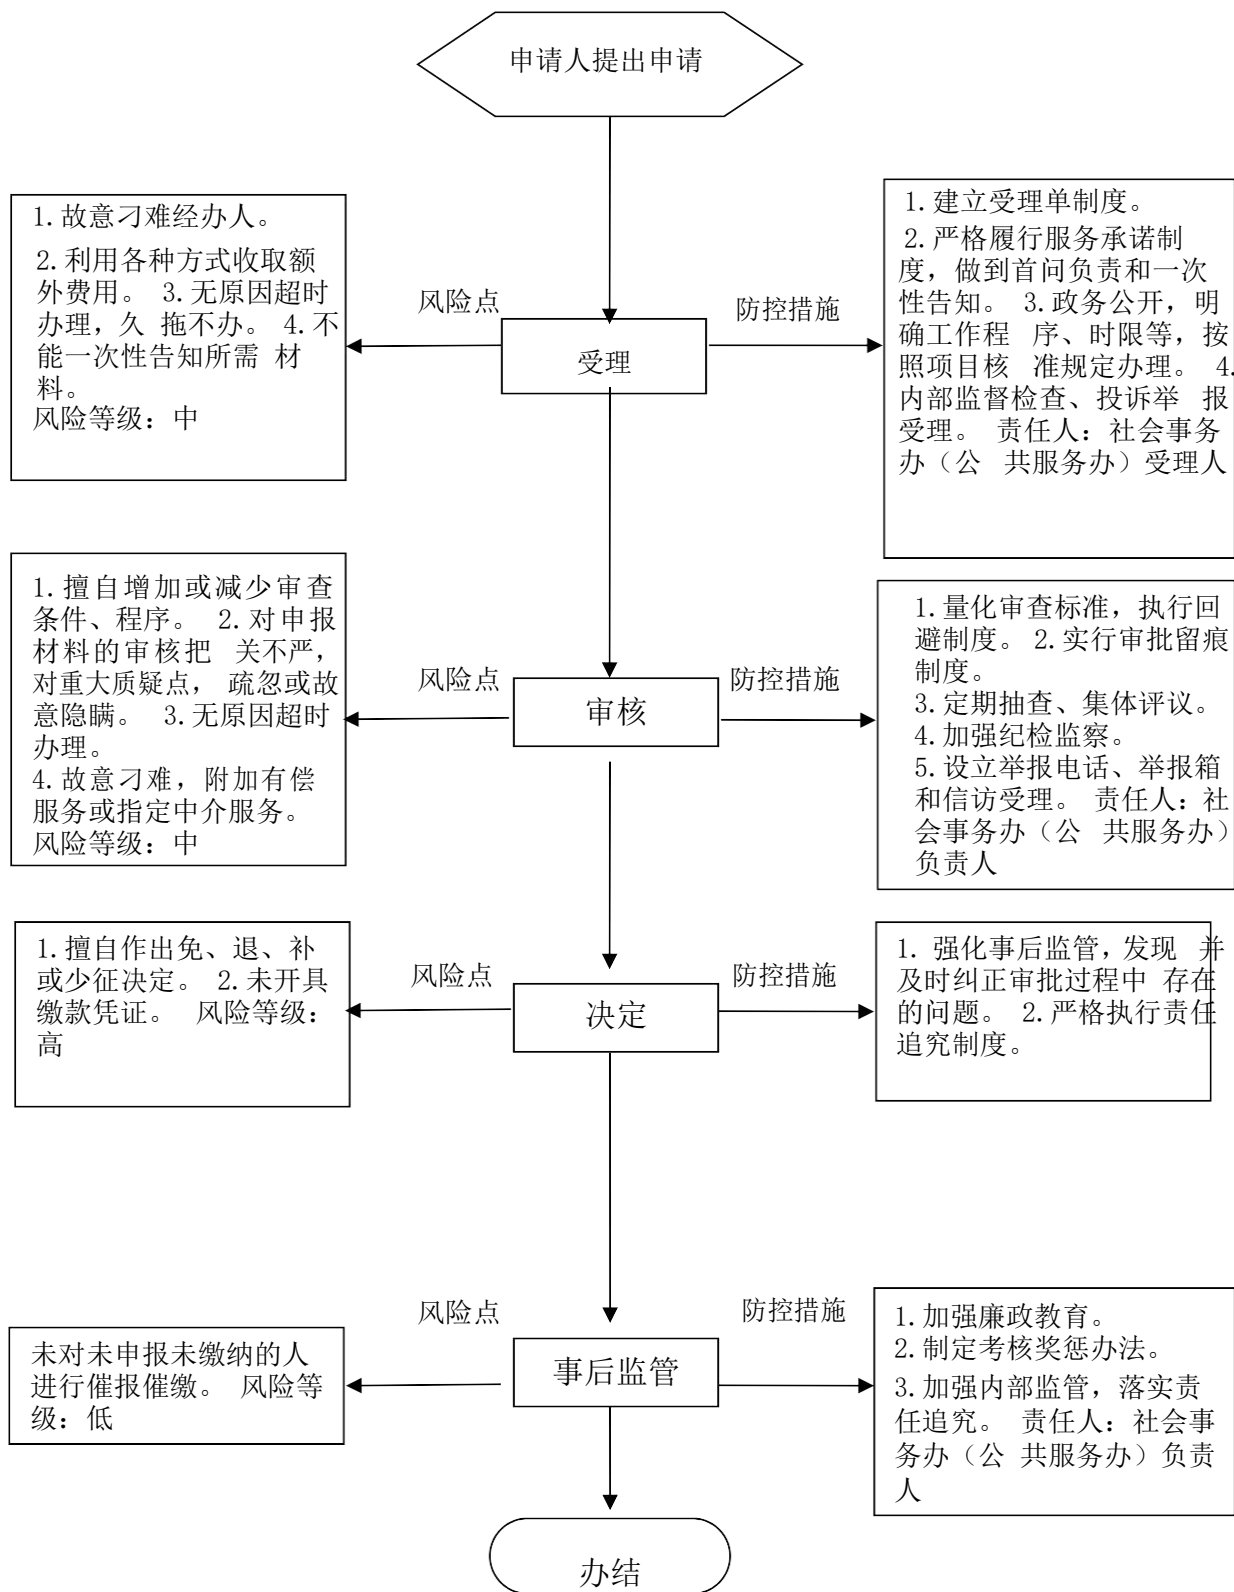 申请人提出申请
1.故意刁难经办人。
2.利用各种方式收取额
外费用。 3.无原因超时
办理，久 拖不办。 4.不
能一次性告知所需 材
料。
风险等级：中
风险点
受理
防控措施
1.建立受理单制度。
2.严格履行服务承诺制
度，做到首问负责和一次
性告知。 3.政务公开，明
确工作程 序、时限等，按
照项目核 准规定办理。 4.
内部监督检查、投诉举 报
受理。 责任人：社会事务
办（公 共服务办）受理人
1.擅自增加或减少审查
条件、程序。 2.对申报
材料的审核把 关不严，
对重大质疑点， 疏忽或故
意隐瞒。 3.无原因超时
办理。
4.故意刁难，附加有偿
服务或指定中介服务。
风险等级：中
风险点
审核
防控措施
1.量化审查标准，执行回
避制度。 2.实行审批留痕
制度。
3.定期抽查、集体评议。
4.加强纪检监察。
5.设立举报电话、举报箱
和信访受理。 责任人：社
会事务办（公 共服务办）
负责人
1.擅自作出免、退、补
或少征决定。 2.未开具
缴款凭证。 风险等级：
高
风险点
决定
防控措施
1. 强化事后监管，发现 并
及时纠正审批过程中 存在
的问题。 2.严格执行责任
追究制度。
未对未申报未缴纳的人
进行催报催缴。 风险等
级：低
风险点
事后监管
防控措施
1.加强廉政教育。
2.制定考核奖惩办法。
3.加强内部监管，落实责
任追究。 责任人：社会事
务办（公 共服务办）负责
人
办结